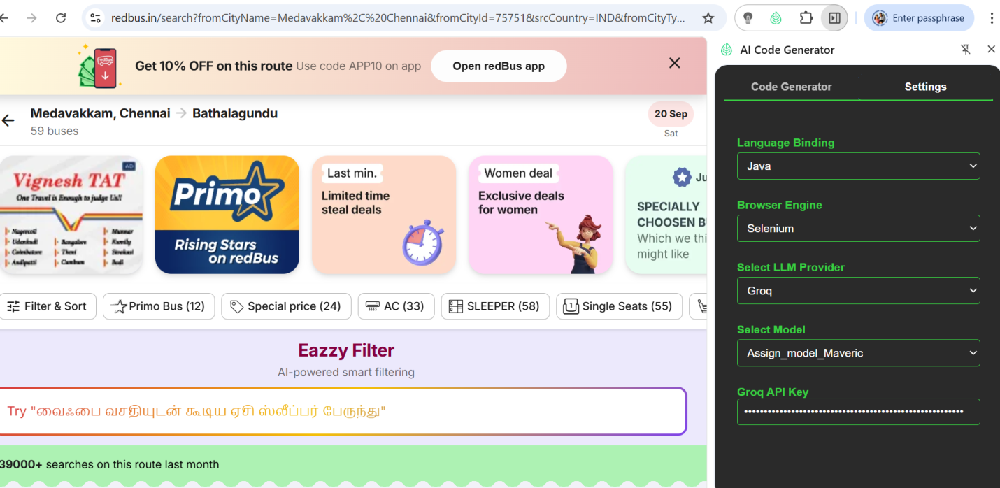 redbus.in/search?fromCityName=Medavakkam%2C%20Chennai&fromCityId=75751&srcCountry=IND&fromCityTy...
Enter passphrase
Get 10% OFF on this route Use code APP10 on app
Open redBus app
Medavakkam, Chennai → Bathalagundu
59 buses
20 Sep
Sat
AD
Vignesh TAT
One Travel is Enough to judge Us!!
Nagercoil
Munnar
Udankudi
Bangalore
Kumily
Coimbatore
Theni
Sivakasi
Andipatti
Cumbum
Bodi
Primo
Rising Stars
on redBus
Last min.
Limited time
steal deals
Women deal
Exclusive deals
for women
Ju
SPECIALLY
CHOOSEN B
Which we thi
might like
Filter & Sort
Primo Bus (12)
Special price (24)
AC (33)
SLEEPER (58)
1
Single Seats (55)
Eazzy Filter
AI-powered smart filtering
Try "வைஃபை வசதியுடன் கூடிய ஏசி ஸ்லீப்பர் பேருந்து"
39000+ searches on this route last month
AI Code Generator
Code Generator
Settings
Language Binding
Java
Browser Engine
Selenium
Select LLM Provider
Groq
Select Model
Assign_model_Maveric
Groq API Key